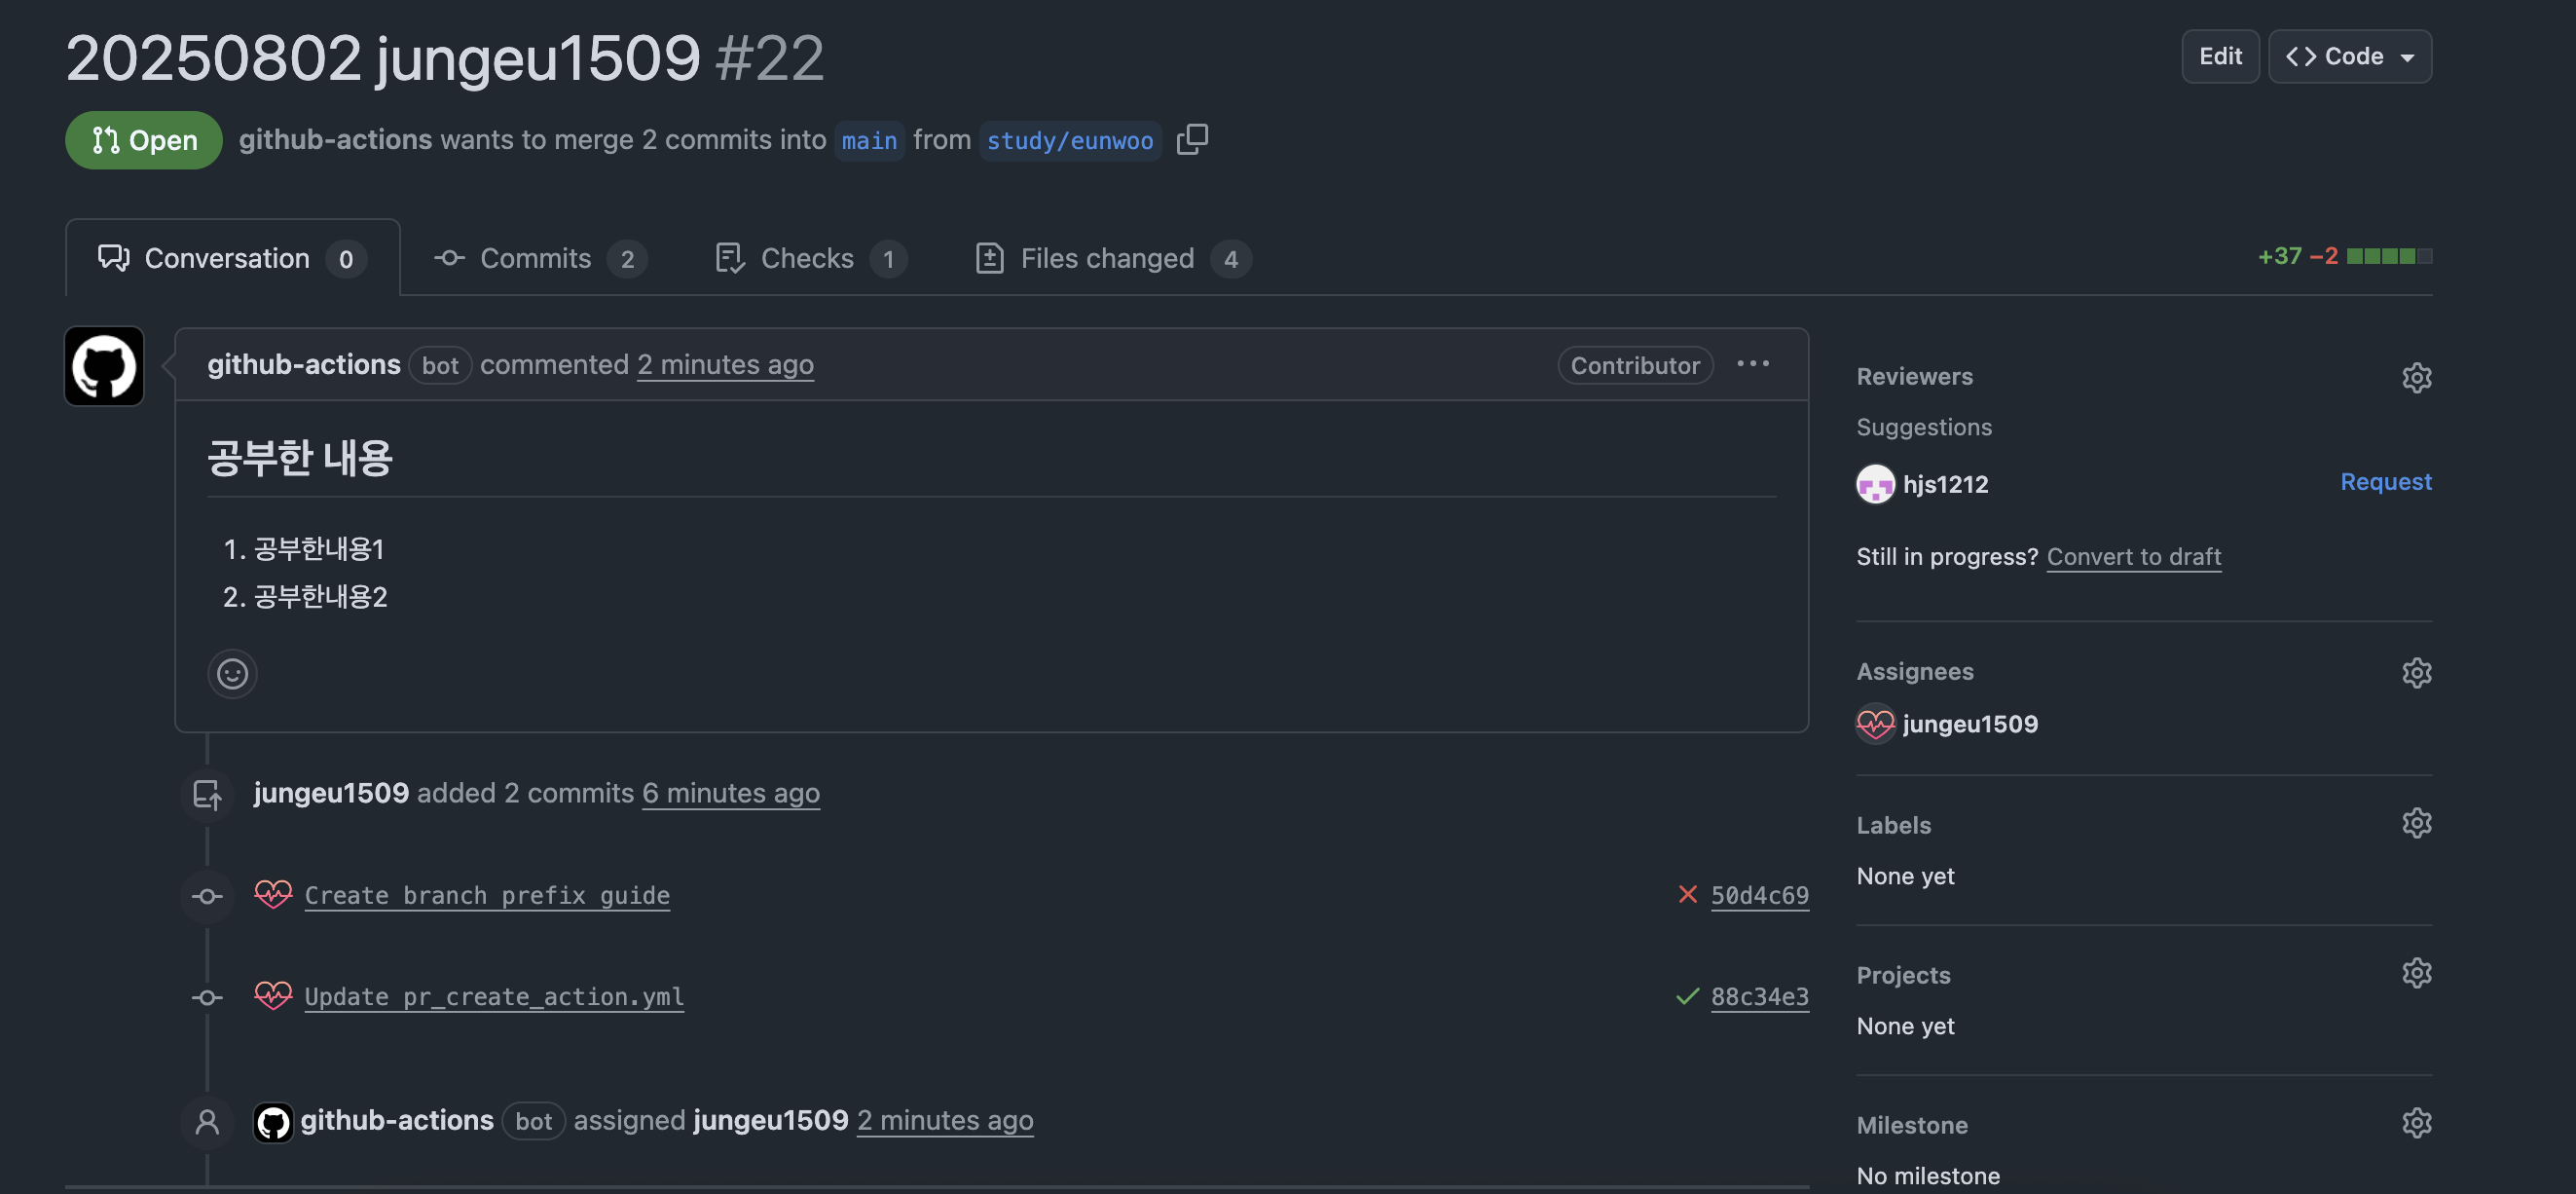 20250802 jungeu1509 #22
Edit
Code
Open
github-actions wants to merge 2 commits into main from study/eunwoo
Conversation 0
Commits 2
Checks 1
Files changed 4
+37 −2
github-actions bot commented 2 minutes ago
Contributor
공부한 내용
1. 공부한내용1
2. 공부한내용2
jungeu1509 added 2 commits 6 minutes ago
Create branch prefix guide
50d4c69
Update pr_create_action.yml
88c34e3
github-actions bot assigned jungeu1509 2 minutes ago
Reviewers
Suggestions
hjs1212
Request
Still in progress? Convert to draft
Assignees
jungeu1509
Labels
None yet
Projects
None yet
Milestone
No milestone